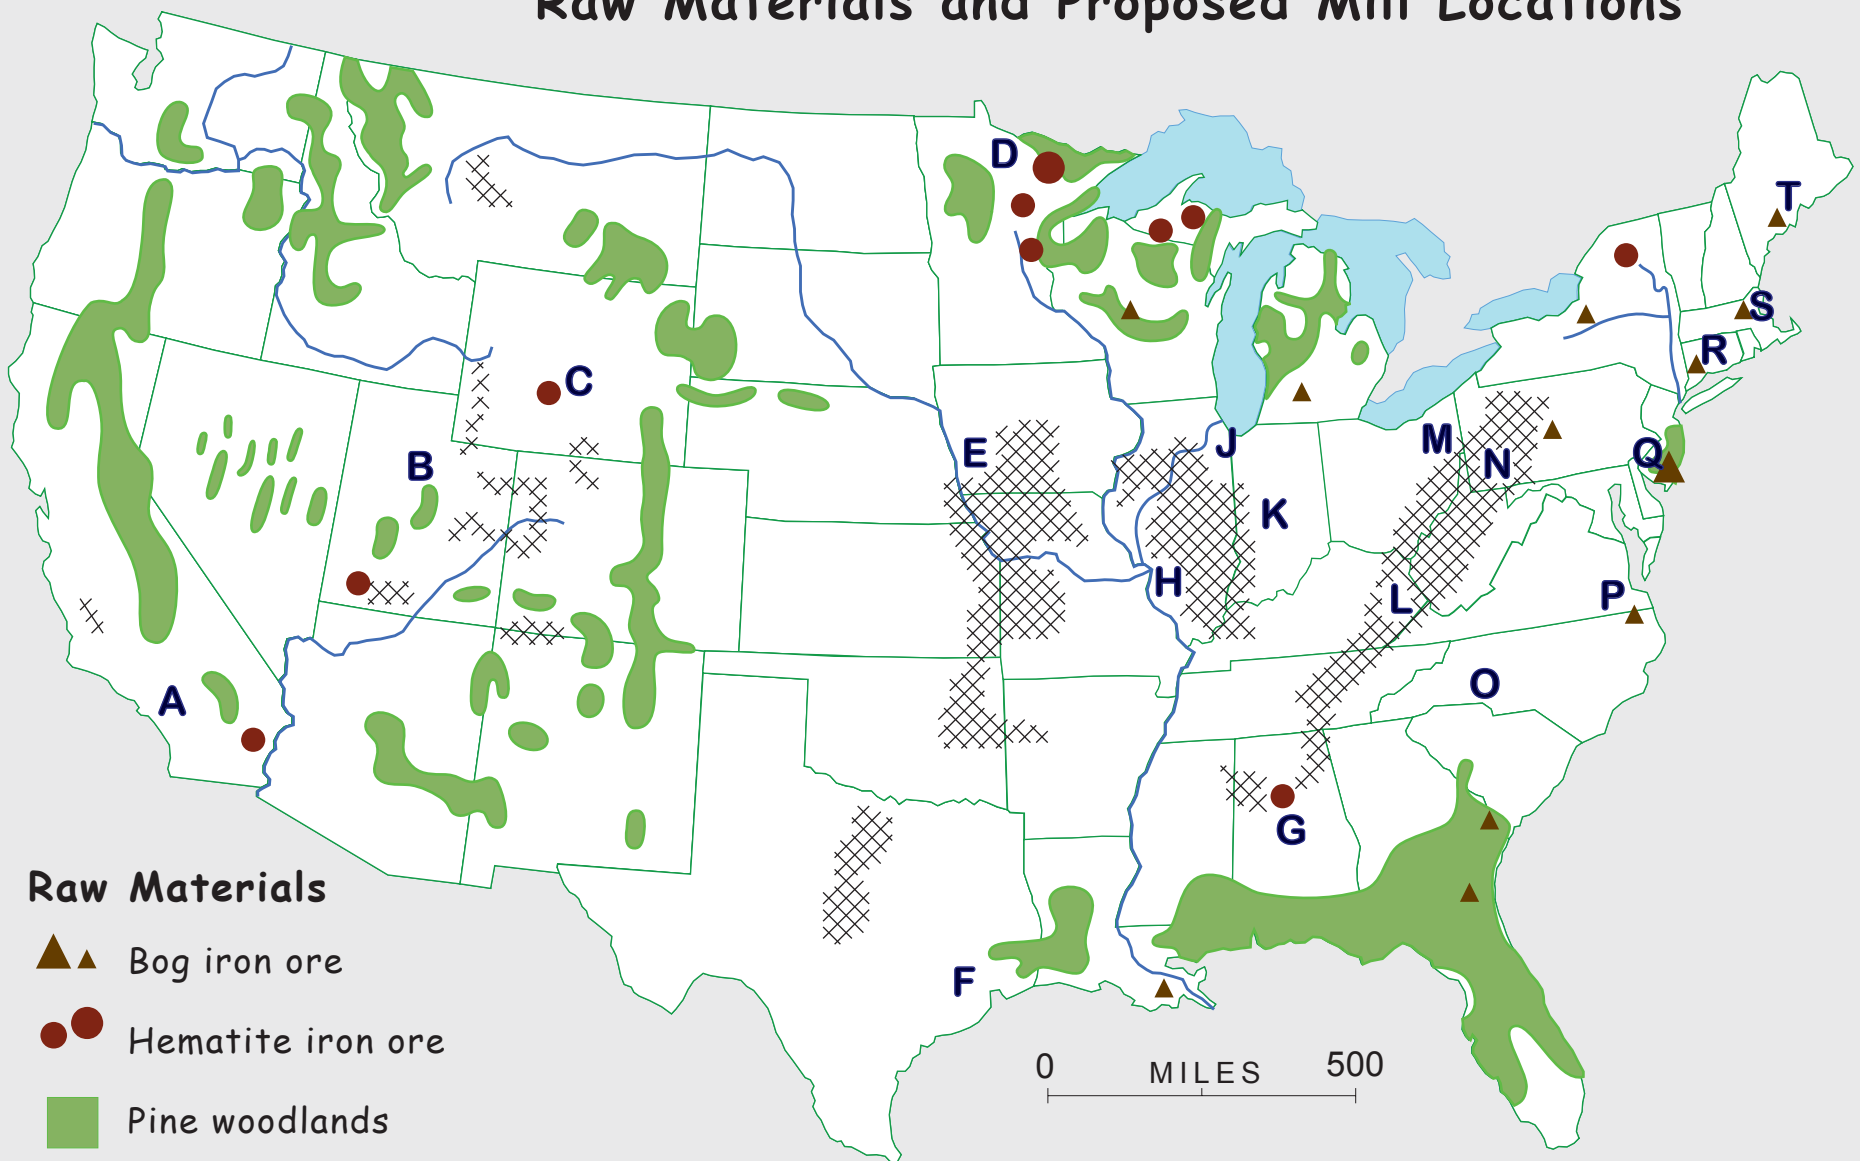 Raw Materials and Proposed Mill Locations
D
T
S
R
C
M
J
E
B
N
Q
K
H
L
P
A
O
G
F
Raw Materials
Bog iron ore
Hematite iron ore
Pine woodlands
0 MILES 500